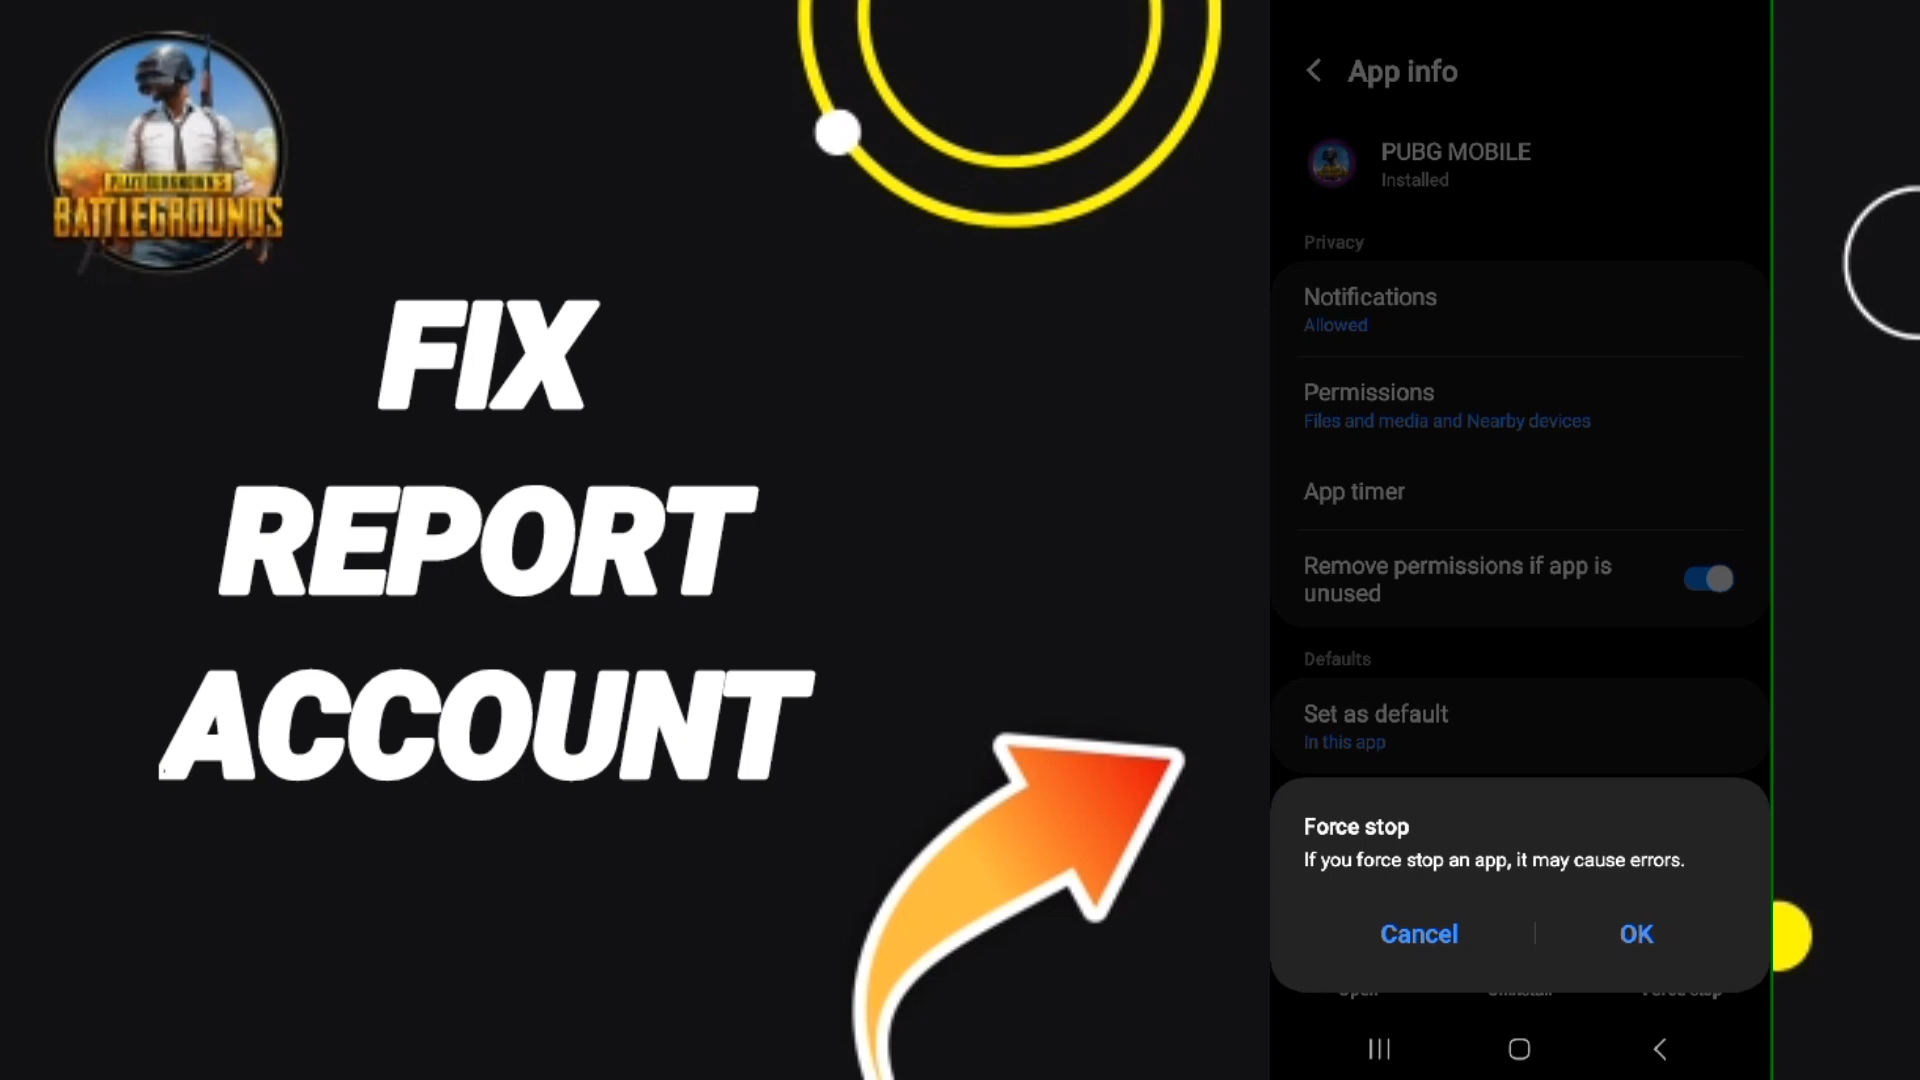 BATTLEGROUNDS
FIX
REPORT
ACCOUNT
App info
PUBG MOBILE
Installed
Privacy
Notifications
Allowed
Permissions
Files and media and Nearby devices
App timer
Remove permissions if app is
unused
Defaults
Set as default
In this app
Force stop
If you force stop an app, it may cause errors.
Cancel
OK